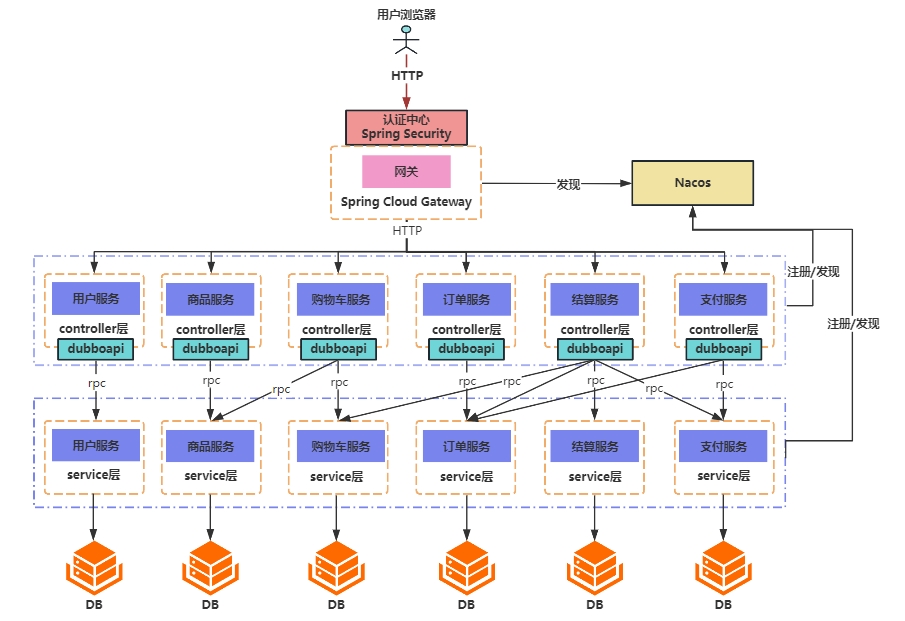 用户浏览器
HTTP
认证中心
Spring Security
网关
Spring Cloud Gateway
发现
Nacos
HTTP
注册/发现
注册/发现
用户服务
商品服务
购物车服务
订单服务
结算服务
支付服务
controller层
controller层
controller层
controller层
controller层
controller层
dubboapi
dubboapi
dubboapi
dubboapi
dubboapi
dubboapi
rpc
rpc
rpc
rpc
rpc
rpc
rpc
rpc
rpc
用户服务
商品服务
购物车服务
订单服务
结算服务
支付服务
service层
service层
service层
service层
service层
service层
DB
DB
DB
DB
DB
DB